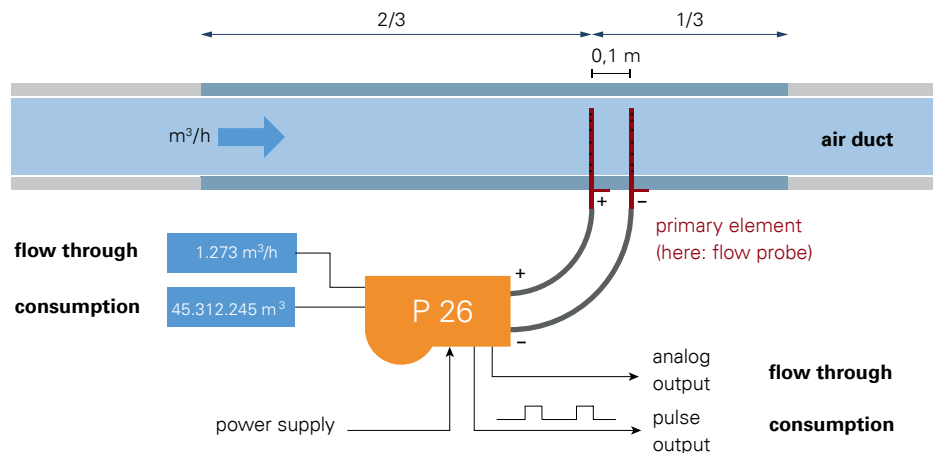 2/3
1/3
0,1 m
m³/h
air duct
+
–
primary element
(here: flow probe)
flow through
1.273 m³/h
+
consumption
45.312.245 m³
P 26
–
analog
output
flow through
power supply
pulse
output
consumption